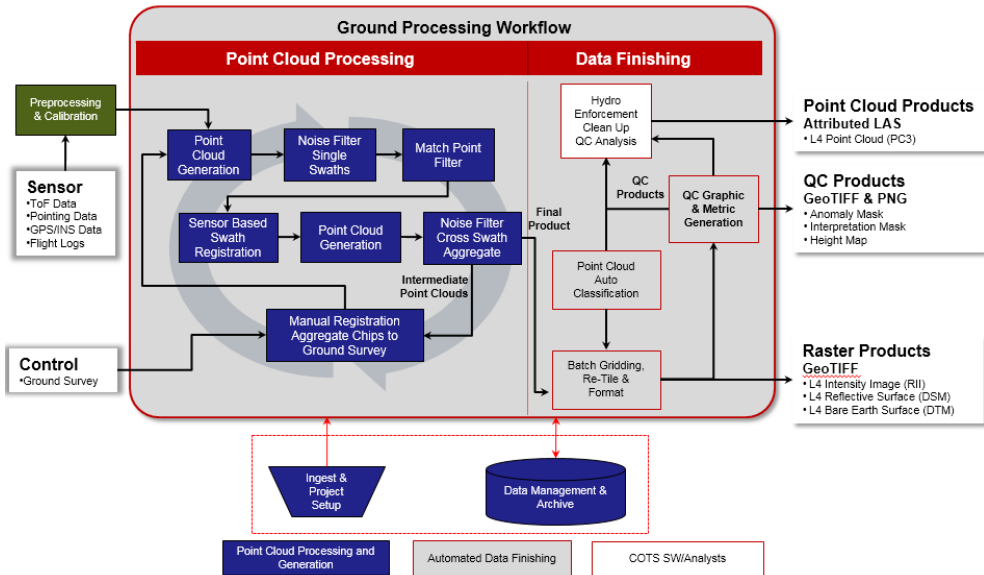 Ground Processing Workflow
Point Cloud Processing
Data Finishing
Preprocessing
& Calibration
Sensor
•ToF Data
•Pointing Data
•GPS/INS Data
•Flight Logs
Control
•Ground Survey
Point
Cloud
Generation
Noise Filter
Single
Swaths
Match Point
Filter
Sensor Based
Swath
Registration
Point Cloud
Generation
Noise Filter
Cross Swath
Aggregate
Intermediate
Point Clouds
Manual Registration
Aggregate Chips to
Ground Survey
Final
Product
Hydro
Enforcement
Clean Up
QC Analysis
QC
Products
QC Graphic
& Metric
Generation
Point Cloud
Auto
Classification
Batch Gridding,
Re-Tile &
Format
Point Cloud Products
Attributed LAS
• L4 Point Cloud (PC3)
QC Products
GeoTIFF & PNG
• Anomaly Mask
• Interpretation Mask
• Height Map
Raster Products
GeoTIFF
• L4 Intensity Image (RII)
• L4 Reflective Surface (DSM)
• L4 Bare Earth Surface (DTM)
Ingest &
Project
Setup
Data Management &
Archive
Point Cloud Processing and
Generation
Automated Data Finishing
COTS SW/Analysts